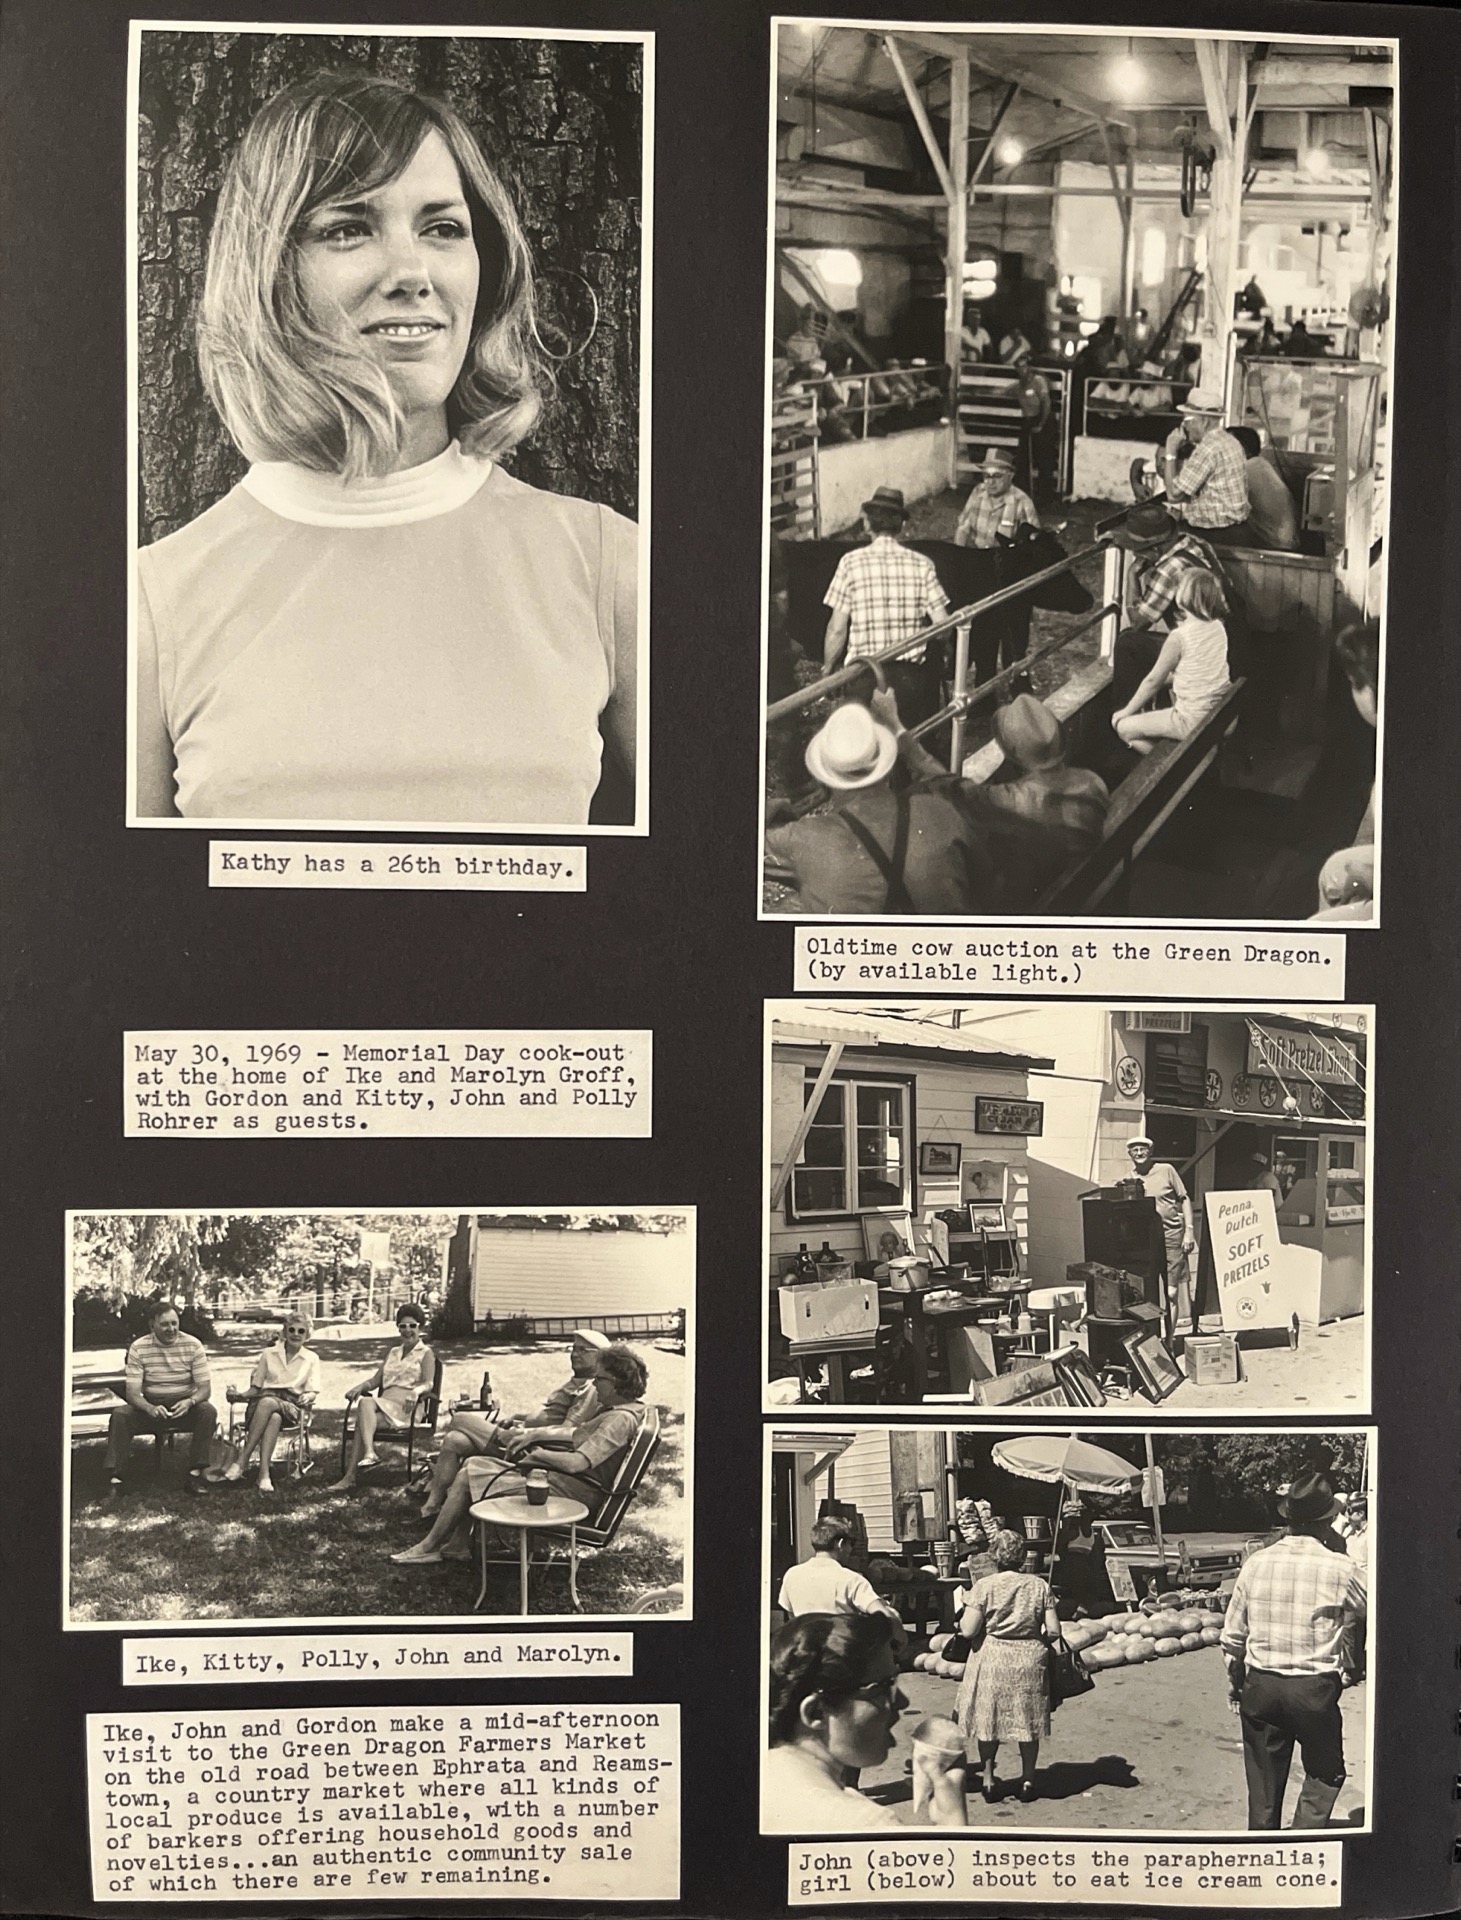 Kathy has a 26th birthday.
May 30, 1969 - Memorial Day cook-out
at the home of Ike and Marolyn Groff,
with Gordon and Kitty, John and Polly
Rohrer as guests.
Ike, Kitty, Polly, John and Marolyn.
Ike, John and Gordon make a mid-afternoon
visit to the Green Dragon Farmers Market
on the old road between Ephrata and Reams-
town, a country market where all kinds of
local produce is available, with a number
of barkers offering household goods and
novelties...an authentic community sale
of which there are few remaining.
Oldtime cow auction at the Green Dragon.
(by available light.)
PRETZELS
Soft Pretzel Shop
CIGAR
Penna.
Dutch
SOFT
PRETZELS
John (above) inspects the paraphernalia;
girl (below) about to eat ice cream cone.